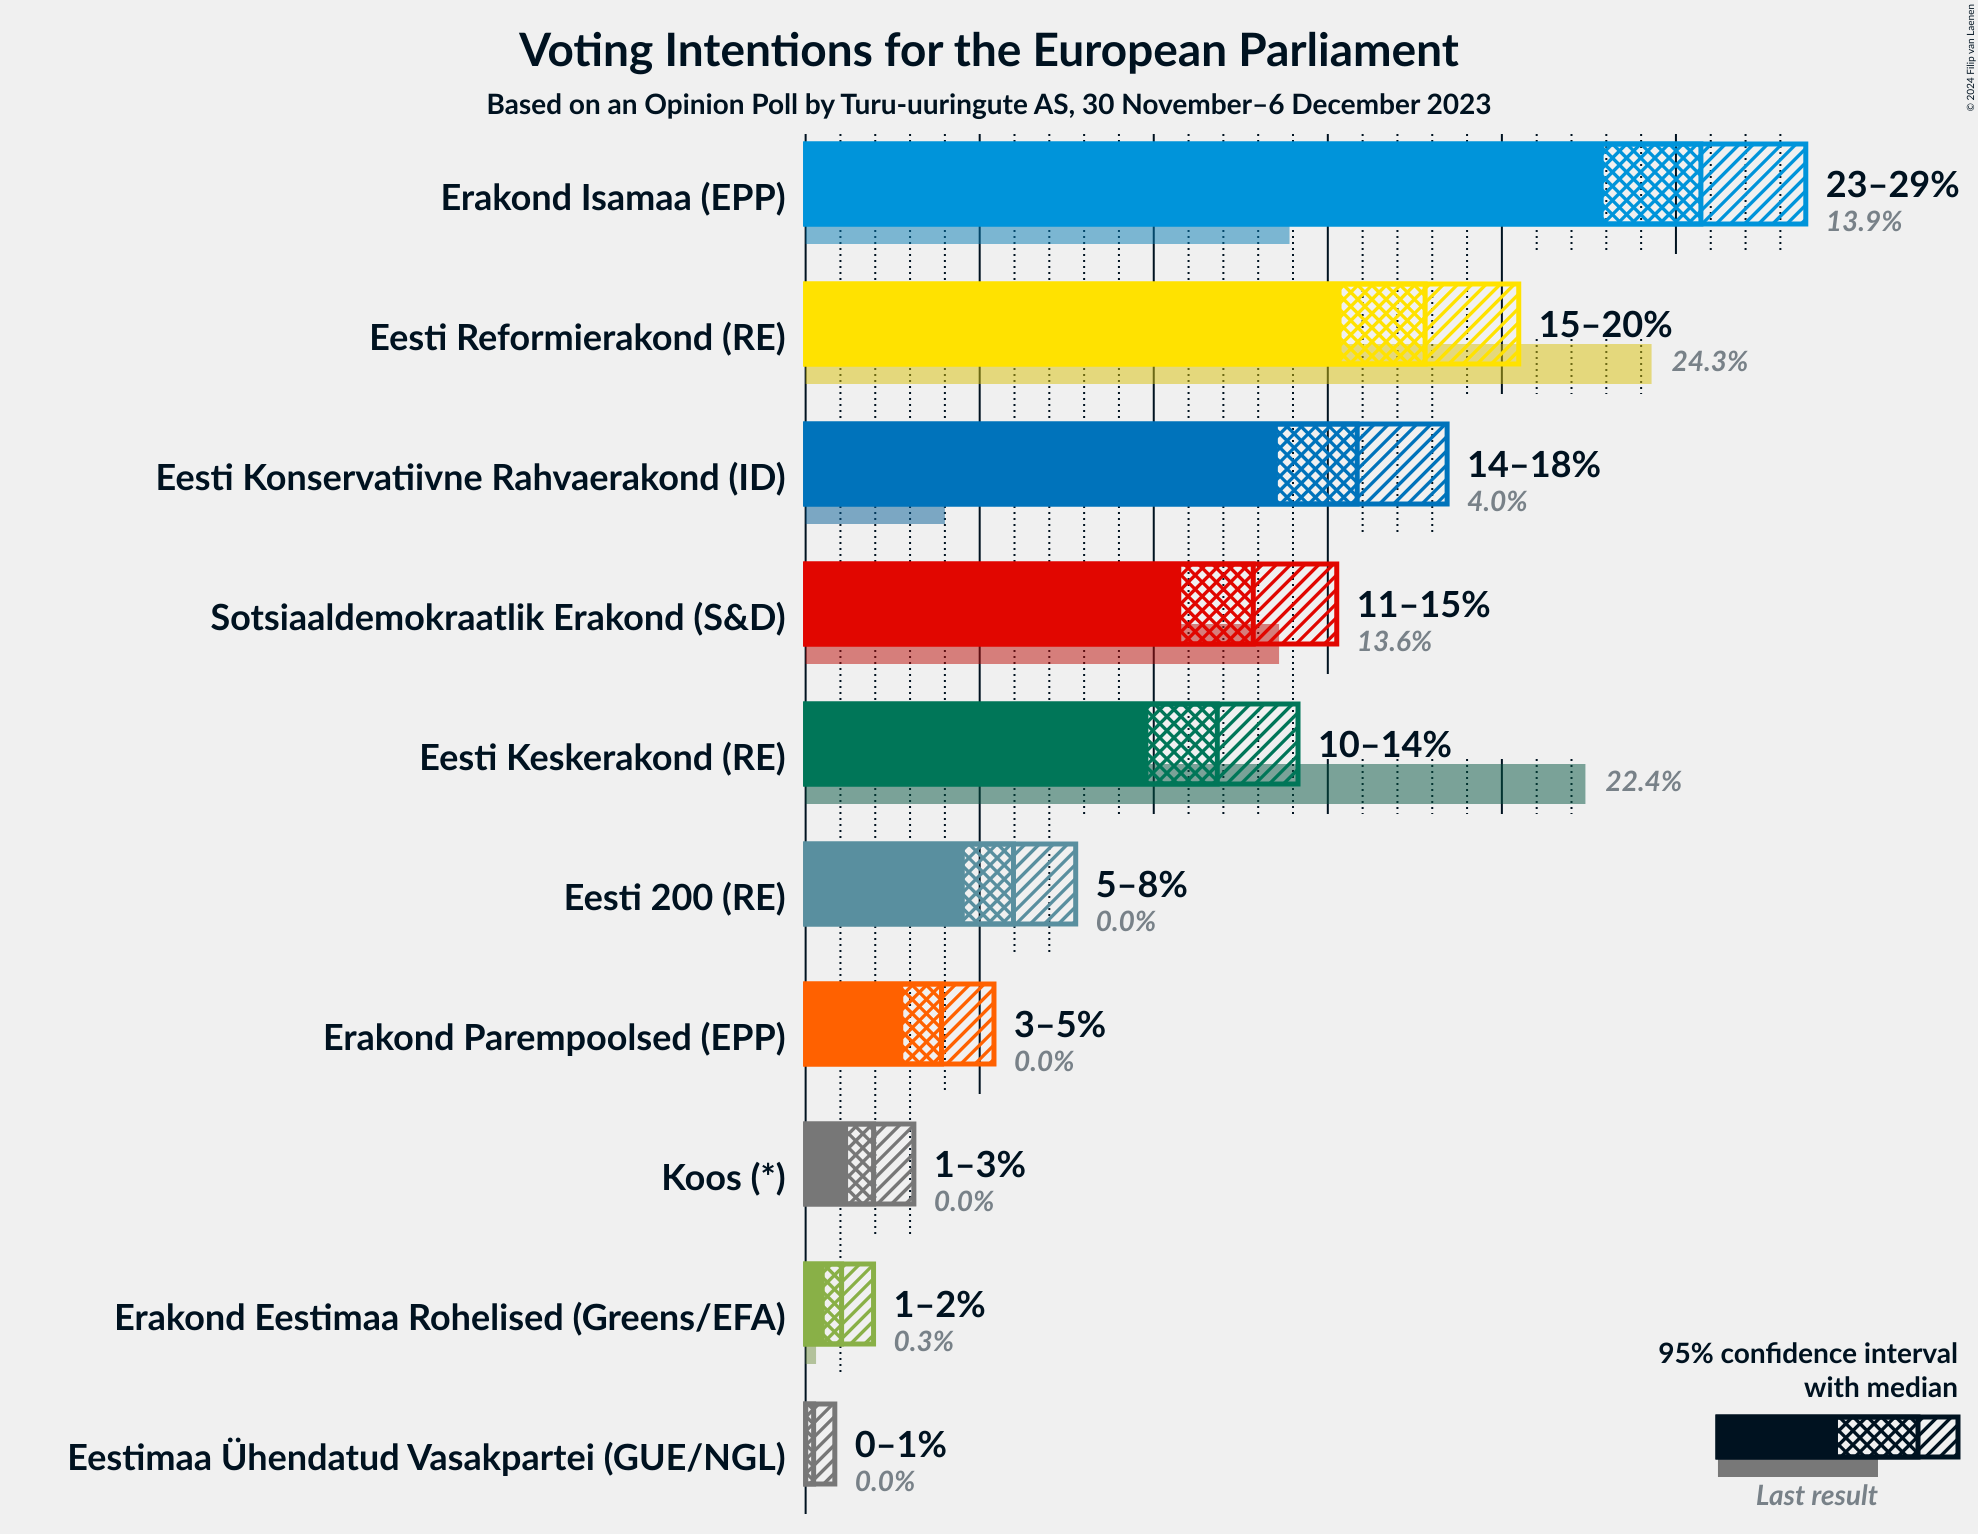 Voting Intentions for the European Parliament
Based on an Opinion Poll by Turu-uuringute AS, 30 November–6 December 2023
© 2024 Filip van Laenen
Erakond Isamaa (EPP)
23–29%
13.9%
Eesti Reformierakond (RE)
15–20%
24.3%
Eesti Konservatiivne Rahvaerakond (ID)
14–18%
4.0%
Sotsiaaldemokraatlik Erakond (S&D)
11–15%
13.6%
Eesti Keskerakond (RE)
10–14%
22.4%
Eesti 200 (RE)
5–8%
0.0%
Erakond Parempoolsed (EPP)
3–5%
0.0%
Koos (*)
1–3%
0.0%
Erakond Eestimaa Rohelised (Greens/EFA)
1–2%
0.3%
Eestimaa Ühendatud Vasakpartei (GUE/NGL)
0–1%
0.0%
95% confidence interval
with median
Last result